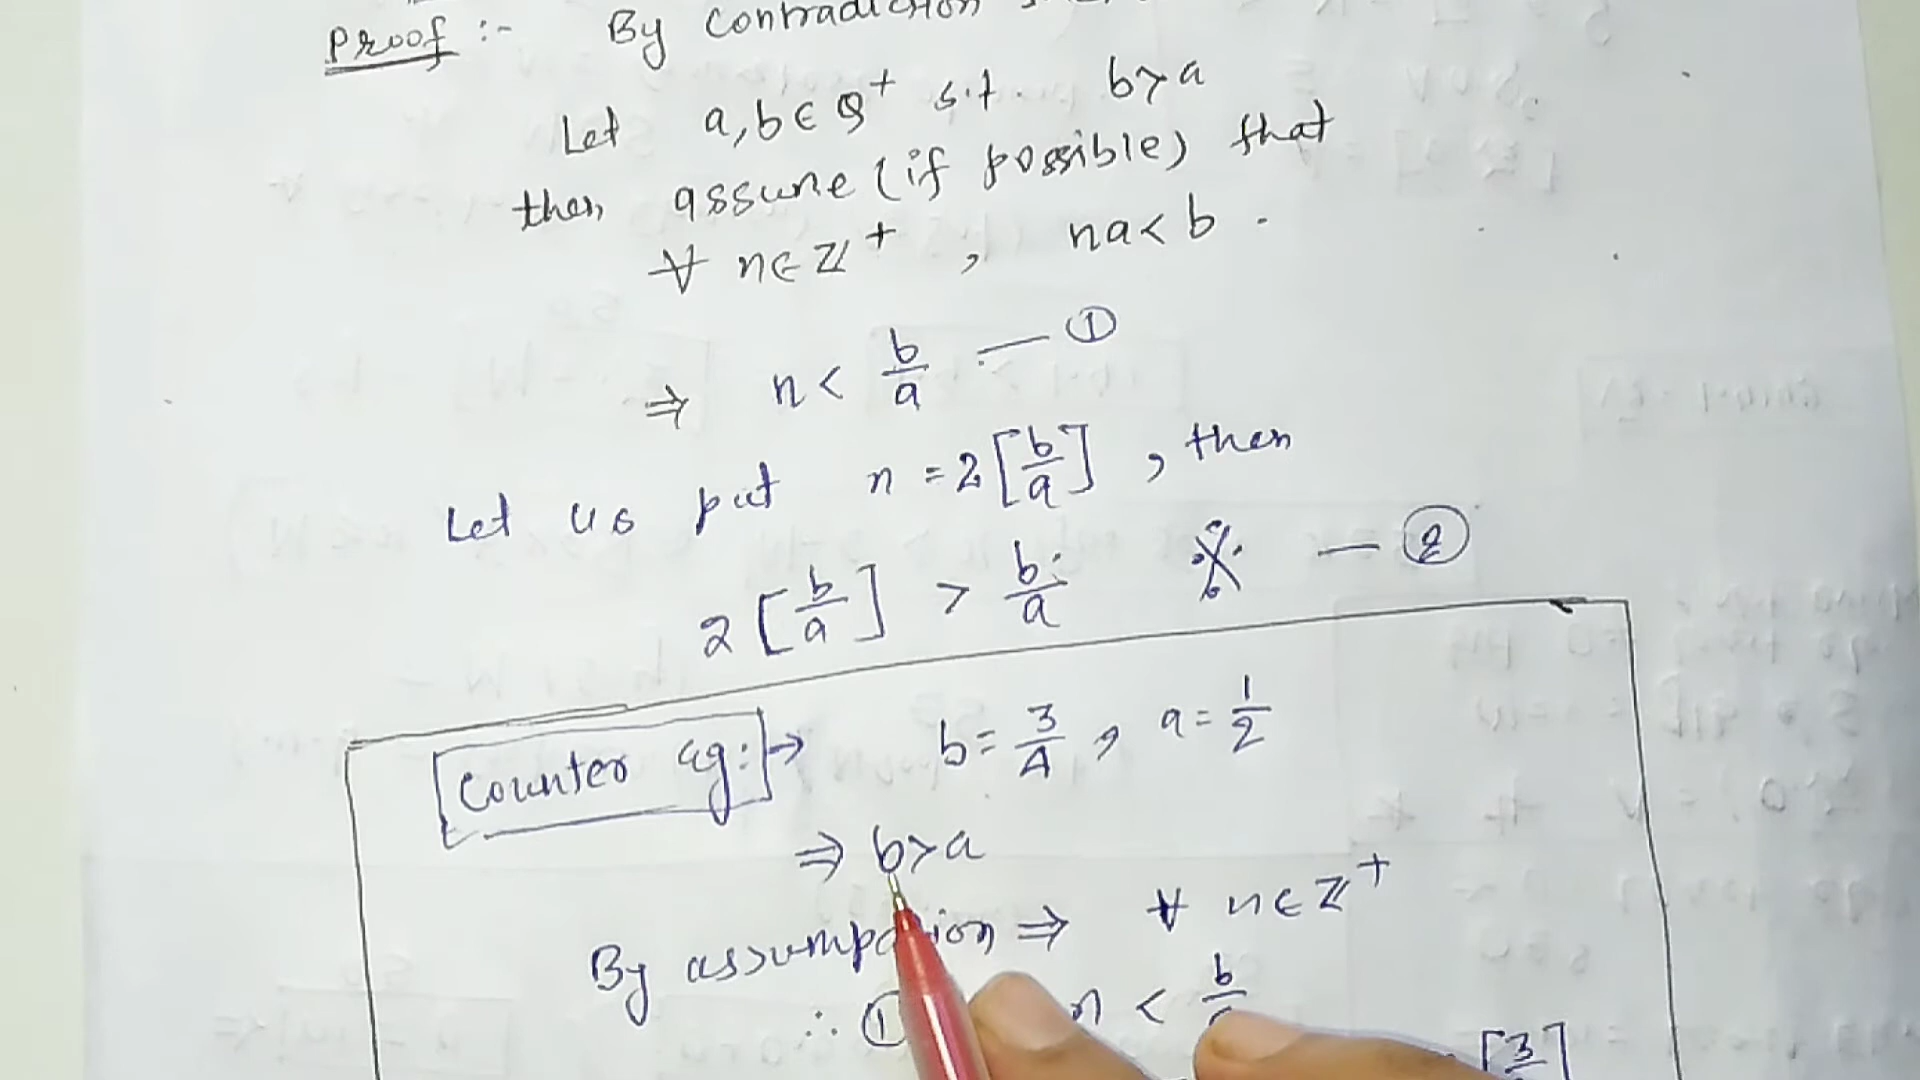 Proof :- By contradiction
Let a, b ∈ Q⁺ s.t. b > a
then assume (if possible) that
∀ n ∈ Z⁺ , na < b .
⇒ n < b/a — ①
Let us put n = 2[b/a] , then
2[b/a] > b/a — ②
Counter eg: → b = 3/4 , a = 1/2
⇒ b > a
By assumption ⇒ ∀ n ∈ Z⁺
∴ ① n < b
[3